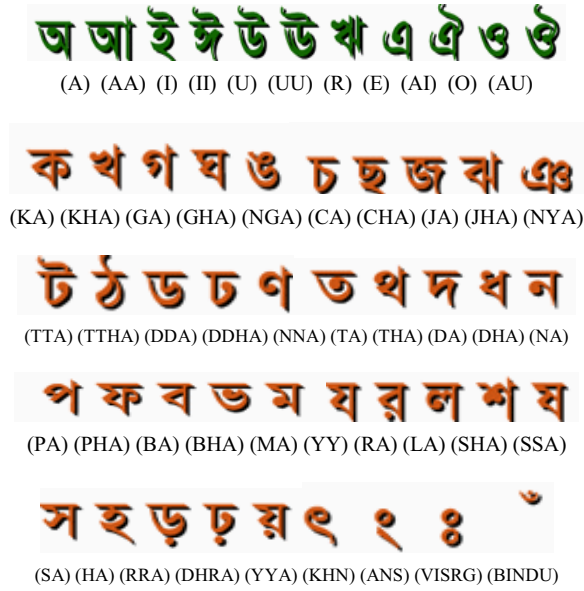 অ আ ই ঈ উ ঊ ঋ এ ঐ ও ঔ
(A) (AA) (I) (II) (U) (UU) (R) (E) (AI) (O) (AU)
ক খ গ ঘ ঙ চ ছ জ ঝ ঞ
(KA) (KHA) (GA) (GHA) (NGA) (CA) (CHA) (JA) (JHA) (NYA)
ট ঠ ড ঢ ণ ত থ দ ধ ন
(TTA) (TTHA) (DDA) (DDHA) (NNA) (TA) (THA) (DA) (DHA) (NA)
প ফ ব ভ ম য র ল শ ষ
(PA) (PHA) (BA) (BHA) (MA) (YY) (RA) (LA) (SHA) (SSA)
স হ ড় ঢ় য় ৎ ং ঃ ঁ
(SA) (HA) (RRA) (DHRA) (YYA) (KHN) (ANS) (VISRG) (BINDU)